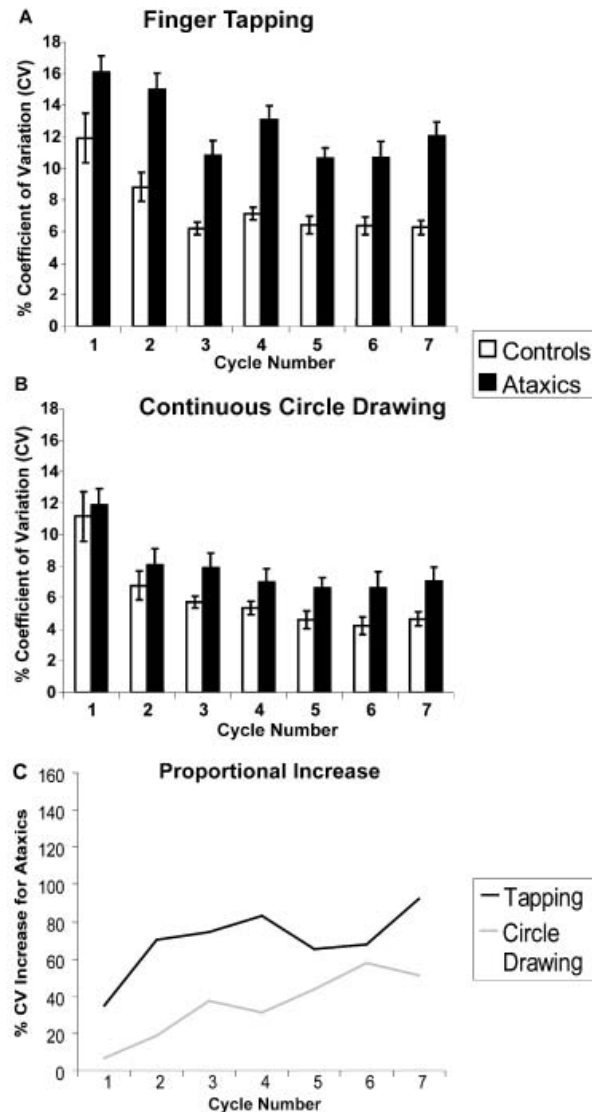 A
Finger Tapping
% Coefficient of Variation (CV)
18
16
14
12
10
8
6
4
2
0
1 2 3 4 5 6 7
Cycle Number
Controls
Ataxics
B
Continuous Circle Drawing
% Coefficient of Variation (CV)
18
16
14
12
10
8
6
4
2
0
1 2 3 4 5 6 7
Cycle Number
C
Proportional Increase
% CV Increase for Ataxics
160
140
120
100
80
60
40
20
0
1 2 3 4 5 6 7
Cycle Number
Tapping
Circle
Drawing